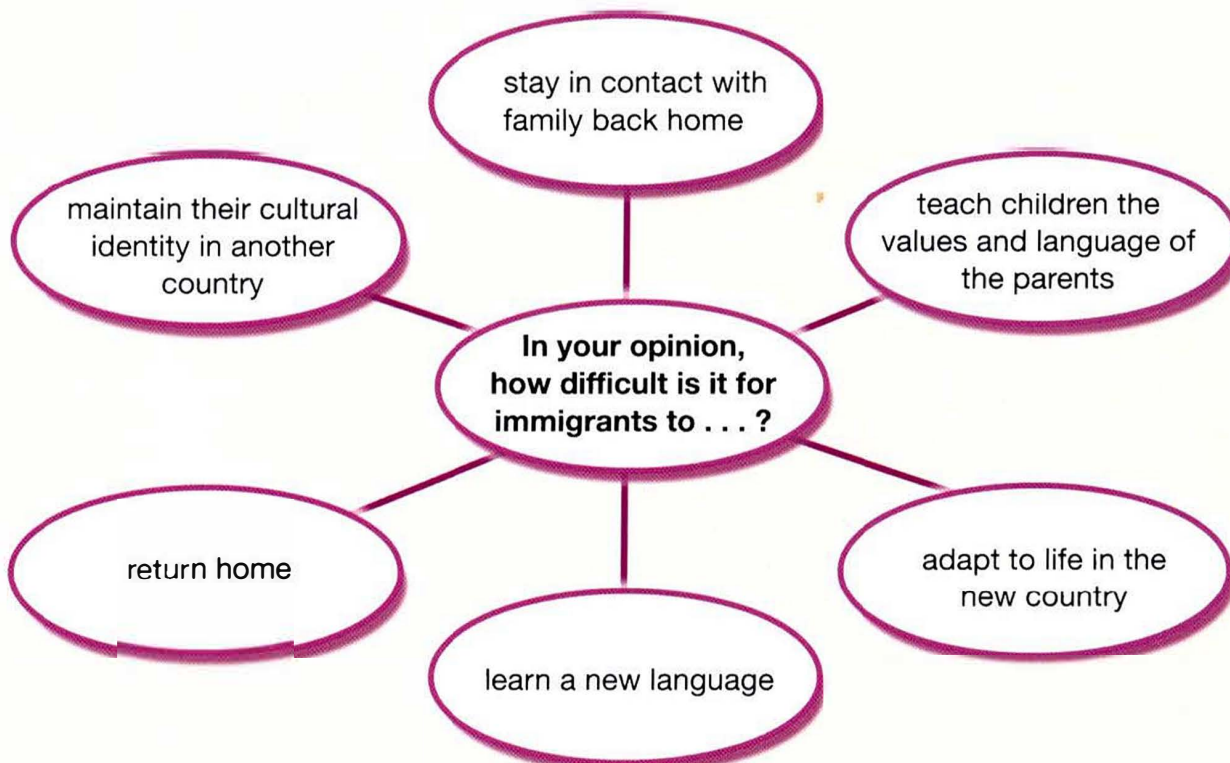 stay in contact with
family back home
maintain their cultural
identity in another
country
teach children the
values and language of
the parents
In your opinion,
how difficult is it for
immigrants to . . . ?
return home
adapt to life in the
new country
learn a new language